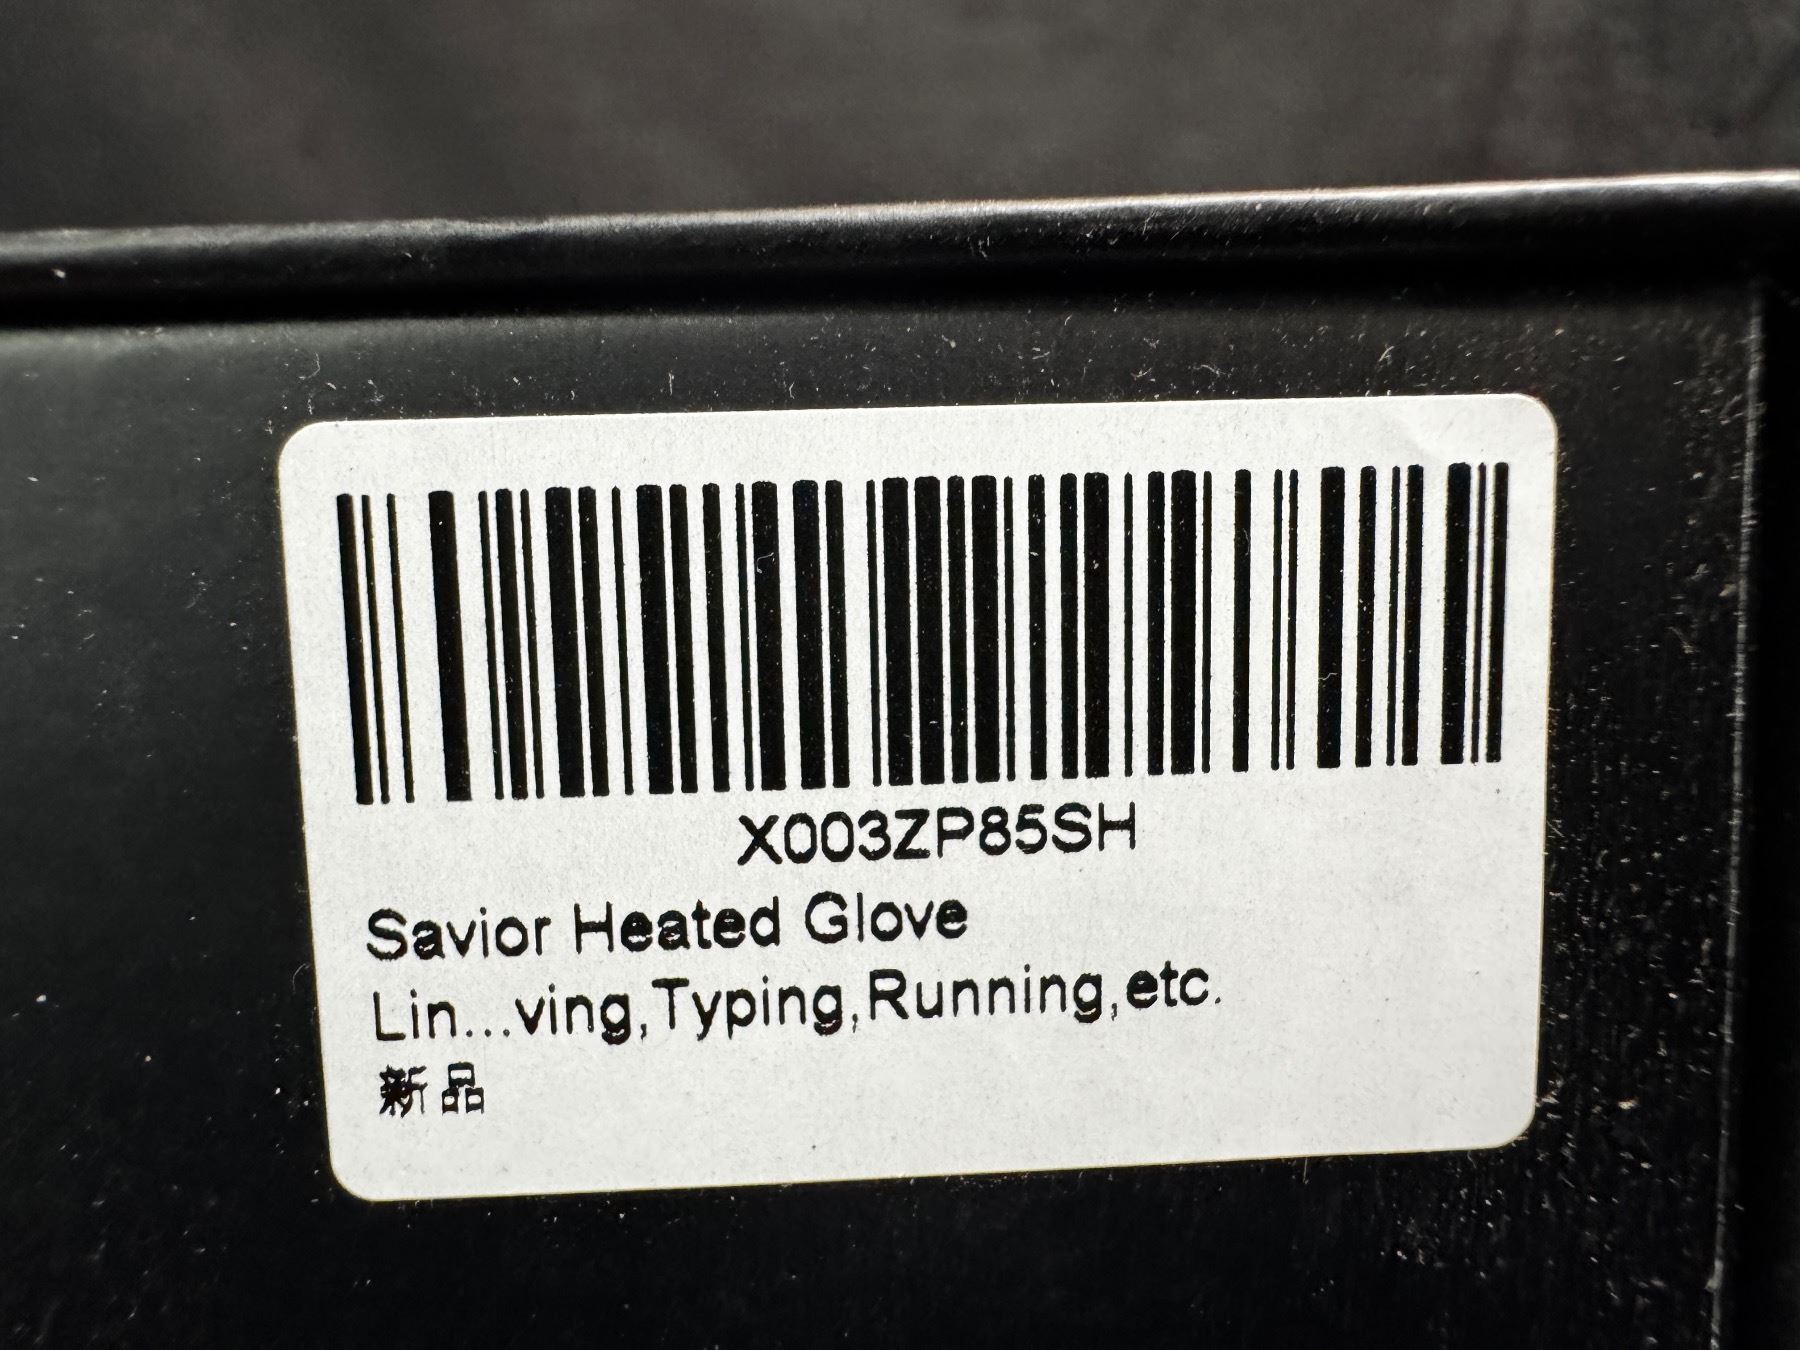 X003ZP85SH
Savior Heated Glove
Lin...ving,Typing,Running,etc.
新品